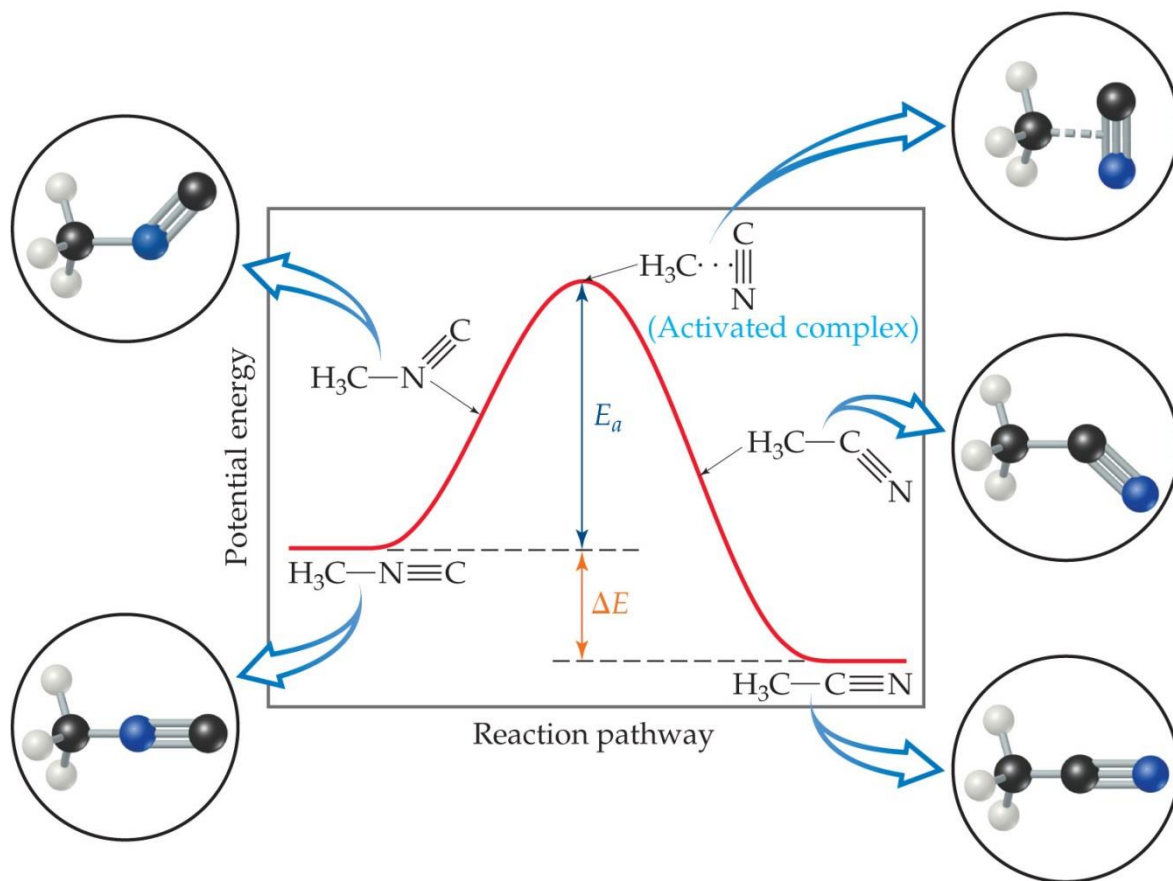 Potential energy
H₃C—N≡C
H₃C—N≡C
Eₐ
ΔE
H₃C···C≡N
(Activated complex)
H₃C—C≡N
H₃C—C≡N
Reaction pathway